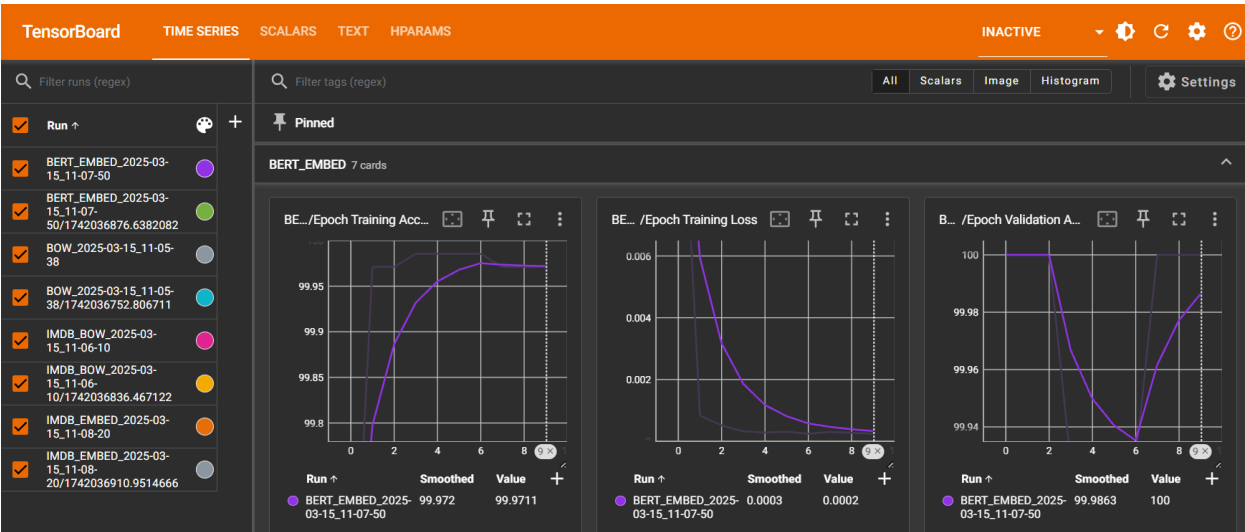 TensorBoard TIME SERIES SCALARS TEXT HPARAMS INACTIVE
Filter runs (regex)
Filter tags (regex)
All Scalars Image Histogram Settings
Run ↑
BERT_EMBED_2025-03-
15_11-07-50
BERT_EMBED_2025-03-
15_11-07-
50/1742036876.6382082
BOW_2025-03-15_11-05-
38
BOW_2025-03-15_11-05-
38/1742036752.806711
IMDB_BOW_2025-03-
15_11-06-10
IMDB_BOW_2025-03-
15_11-06-
10/1742036836.467122
IMDB_EMBED_2025-03-
15_11-08-20
IMDB_EMBED_2025-03-
15_11-08-
20/1742036910.9514666
Pinned
BERT_EMBED 7 cards
BE.../Epoch Training Acc...
99.95
99.9
99.85
99.8
0 2 4 6 8 9
Run ↑ Smoothed Value
BERT_EMBED_2025- 99.972 99.9711
03-15_11-07-50
BE... /Epoch Training Loss
0.006
0.004
0.002
0 2 4 6 8 9
Run ↑ Smoothed Value
BERT_EMBED_2025- 0.0003 0.0002
03-15_11-07-50
B... /Epoch Validation A...
100
99.98
99.96
99.94
0 2 4 6 8 9
Run ↑ Smoothed Value
BERT_EMBED_2025- 99.9863 100
03-15_11-07-50